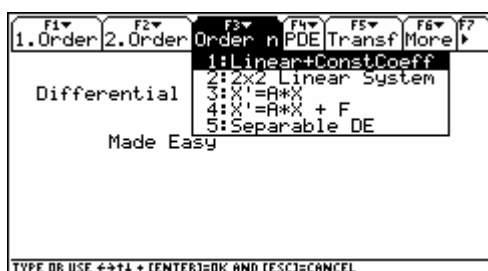 F1▾ F2▾ F3▾ F4▾ F5▾ F6▾ F7
1.Order 2.Order Order n PDE Transf More ▸
1:Linear+ConstCoeff
2:2x2 Linear System
Differential 3:X'=A*X
4:X'=A*X + F
5:Separable DE
Made Easy
TYPE OR USE ←→↑↓ + [ENTER]=OK AND [ESC]=CANCEL